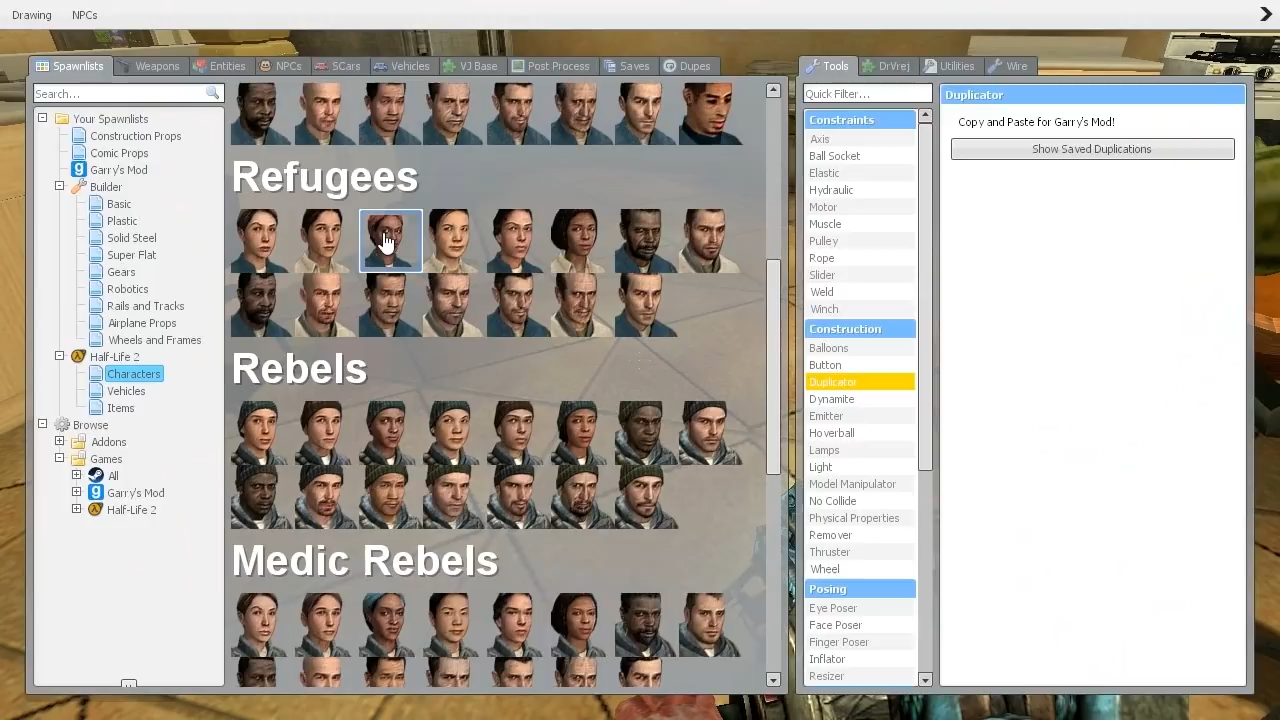 Drawing NPCs
Spawnlists Weapons Entities NPCs SCars Vehicles VJ Base Post Process Saves Dupes
Search...
Your Spawnlists
Construction Props
Comic Props
Garry's Mod
Builder
Basic
Plastic
Solid Steel
Super Flat
Gears
Robotics
Rails and Tracks
Airplane Props
Wheels and Frames
Half-Life 2
Characters
Vehicles
Items
Browse
Addons
Games
All
Garry's Mod
Half-Life 2
Refugees
Rebels
Medic Rebels
Tools DrVrej Utilities Wire
Quick Filter...
Constraints
Axis
Ball Socket
Elastic
Hydraulic
Motor
Muscle
Pulley
Rope
Slider
Weld
Winch
Construction
Balloons
Button
Duplicator
Dynamite
Emitter
Hoverball
Lamps
Light
Model Manipulator
No Collide
Physical Properties
Remover
Thruster
Wheel
Posing
Eye Poser
Face Poser
Finger Poser
Inflator
Resizer
Duplicator
Copy and Paste for Garry's Mod!
Show Saved Duplications